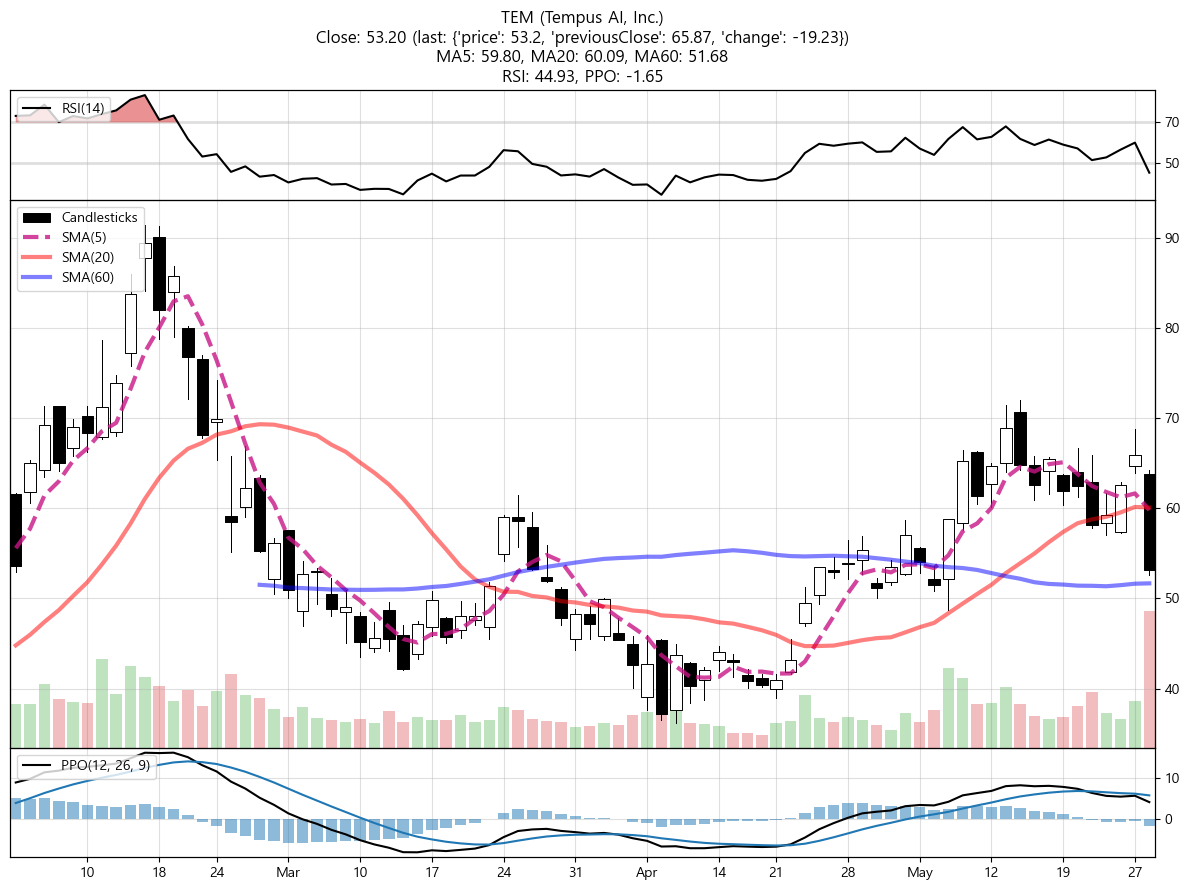 TEM (Tempus AI, Inc.)
Close: 53.20 (last: {'price': 53.2, 'previousClose': 65.87, 'change': -19.23})
MA5: 59.80, MA20: 60.09, MA60: 51.68
RSI: 44.93, PPO: -1.65
RSI(14)
70
50
Candlesticks
SMA(5)
SMA(20)
SMA(60)
90
80
70
60
50
40
PPO(12, 26, 9)
10
0
10 18 24 Mar 10 17 24 31 Apr 14 21 28 May 12 19 27